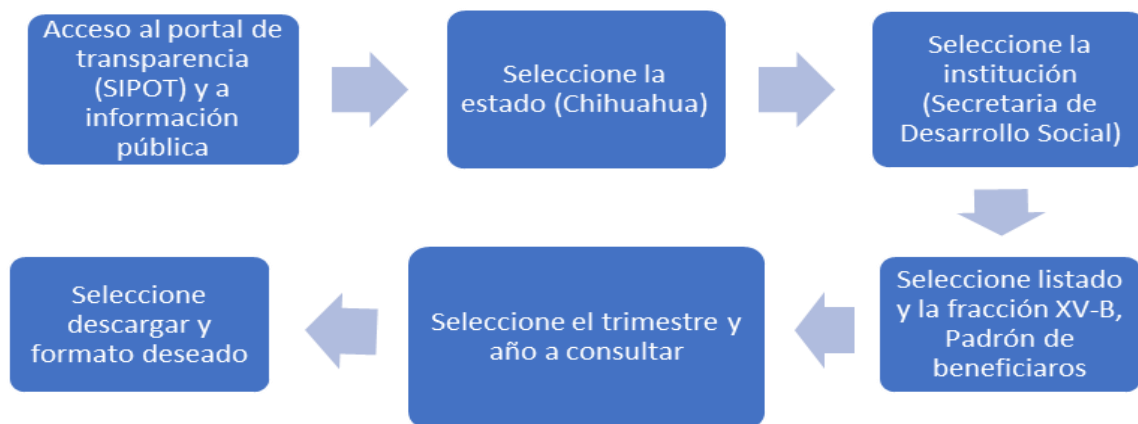 Acceso al portal de
transparencia
(SIPOT) y a
información
pública
Seleccione la
estado (Chihuahua)
Seleccione la
institución
(Secretaria de
Desarrollo Social)
Seleccione listado
y la fracción XV-B,
Padrón de
beneficiaros
Seleccione el trimestre y
año a consultar
Seleccione
descargar y
formato deseado